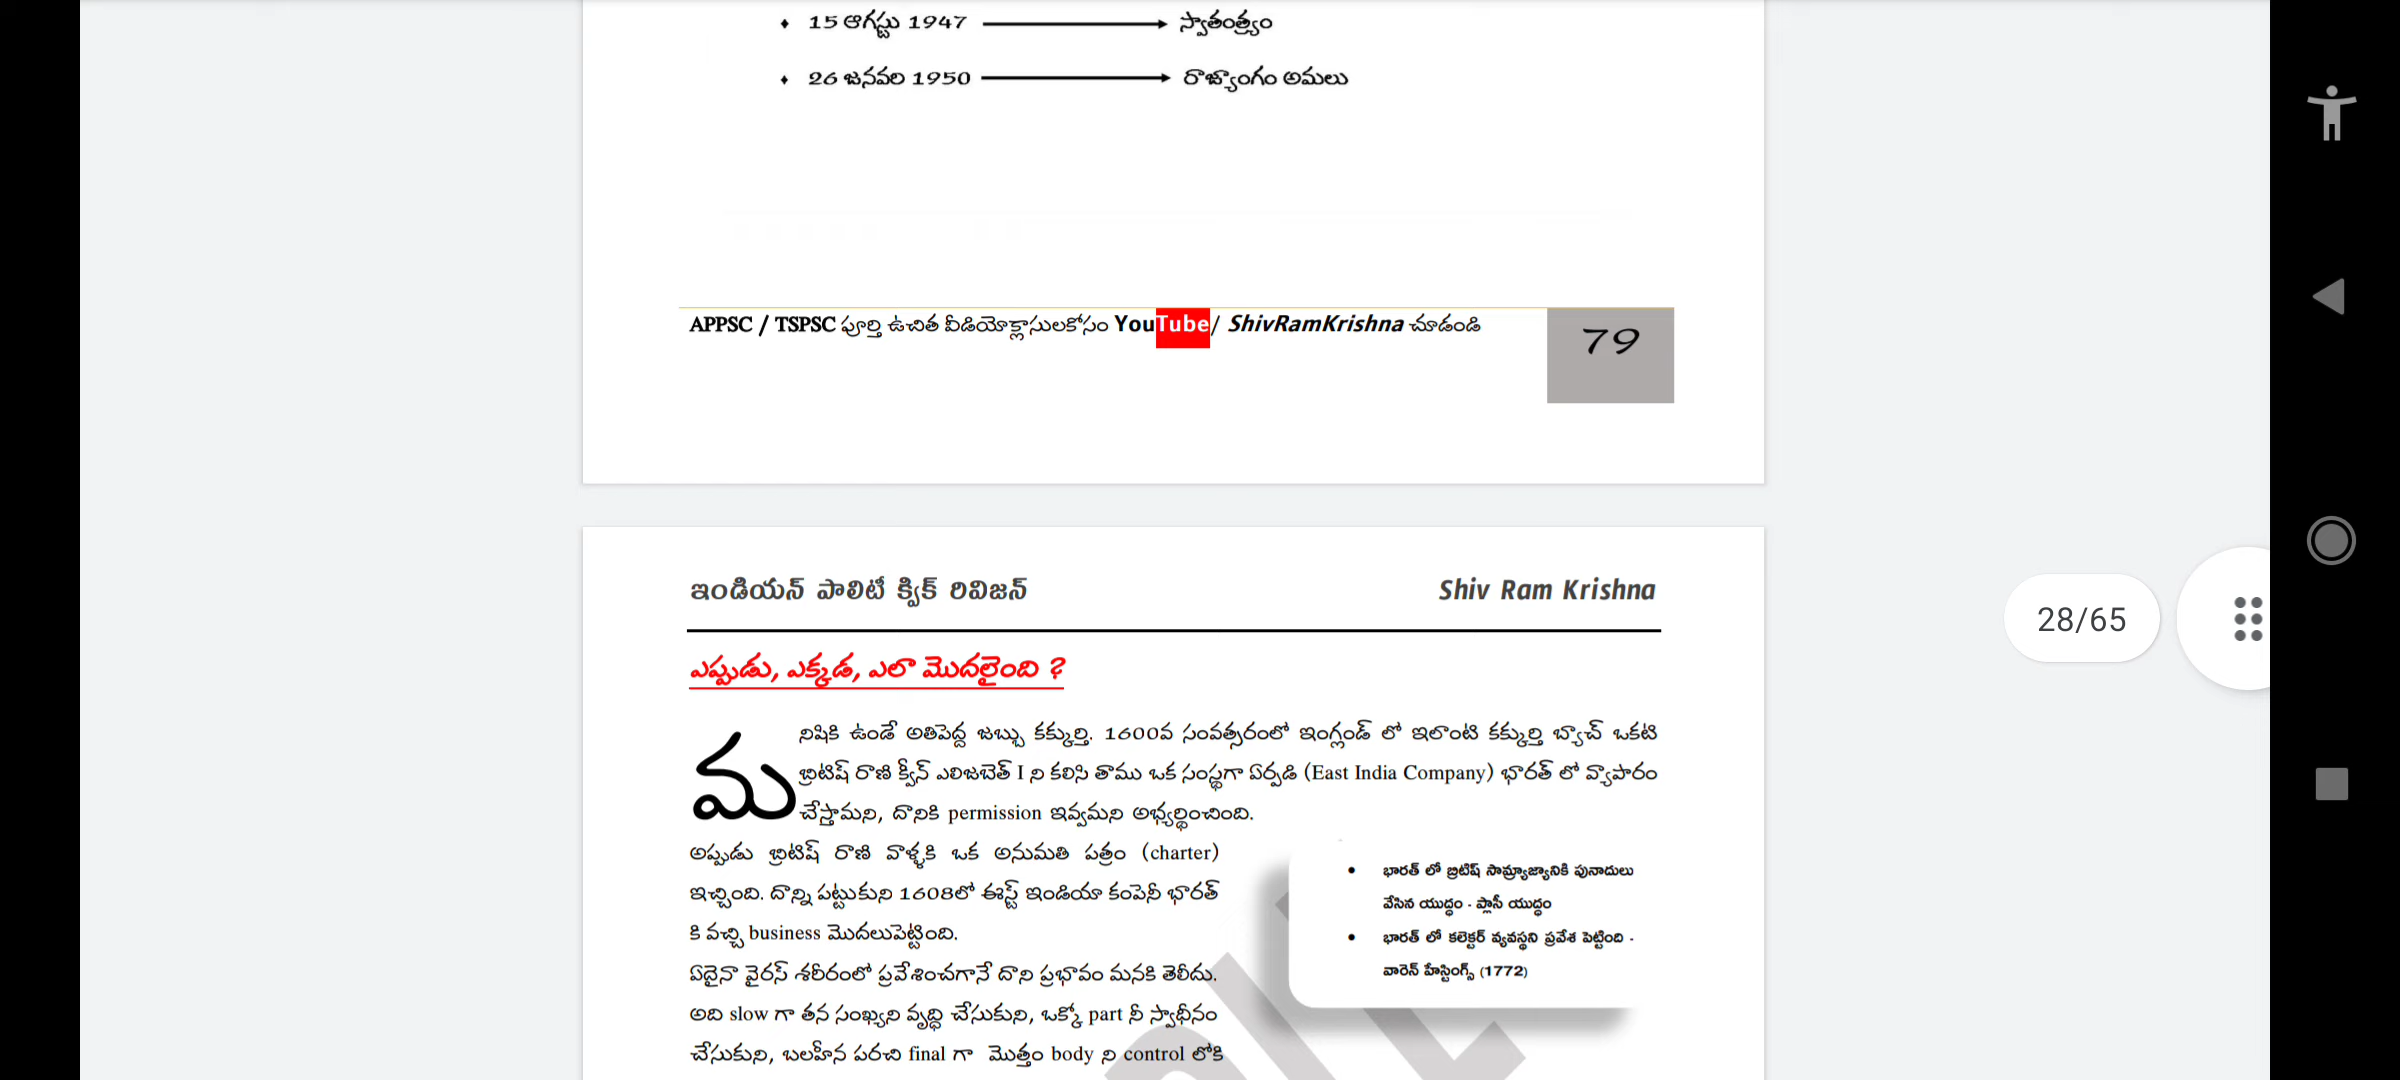 ♦ 15 ఆగస్టు 1947 → స్వాతంత్ర్యం
♦ 26 జనవరి 1950 → రాజ్యాంగం అమలు
APPSC / TSPSC పూర్తి ఉచిత వీడియోక్లాసులకోసం YouTube/ ShivRamKrishna చూడండి
79
ఇండియన్ పాలిటీ క్విక్ రివిజన్ Shiv Ram Krishna
28/65
ఎప్పుడు, ఎక్కడ, ఎలా మొదలైంది ?
మనిషికి ఉండే అతిపెద్ద జబ్బు కక్కుర్తి. 1600వ సంవత్సరంలో ఇంగ్లండ్ లో ఇలాంటి కక్కుర్తి బ్యాచ్ ఒకటి
బ్రిటిష్ రాణి క్వీన్ ఎలిజబెత్ I ని కలిసి తాము ఒక సంస్థగా ఏర్పడి (East India Company) భారత్ లో వ్యాపారం
చేస్తామని, దానికి permission ఇవ్వమని అభ్యర్థించింది.
అప్పుడు బ్రిటిష్ రాణి వాళ్ళకి ఒక అనుమతి పత్రం (charter)
ఇచ్చింది. దాన్ని పట్టుకుని 1608లో ఈస్ట్ ఇండియా కంపెనీ భారత్
కి వచ్చి business మొదలుపెట్టింది.
ఏదైనా వైరస్ శరీరంలో ప్రవేశించగానే దాని ప్రభావం మనకి తెలీదు.
అది slow గా తన సంఖ్యని వృద్ధి చేసుకుని, ఒక్కో part నీ స్వాధీనం
చేసుకుని, బలహీన పరచి final గా మొత్తం body ని control లోకి
• భారత్ లో బ్రిటిష్ సామ్రాజ్యానికి పునాదులు
వేసిన యుద్ధం - ప్లాసీ యుద్ధం
• భారత్ లో కలెక్టర్ వ్యవస్థని ప్రవేశ పెట్టింది -
వారెన్ హేస్టింగ్స్ (1772)